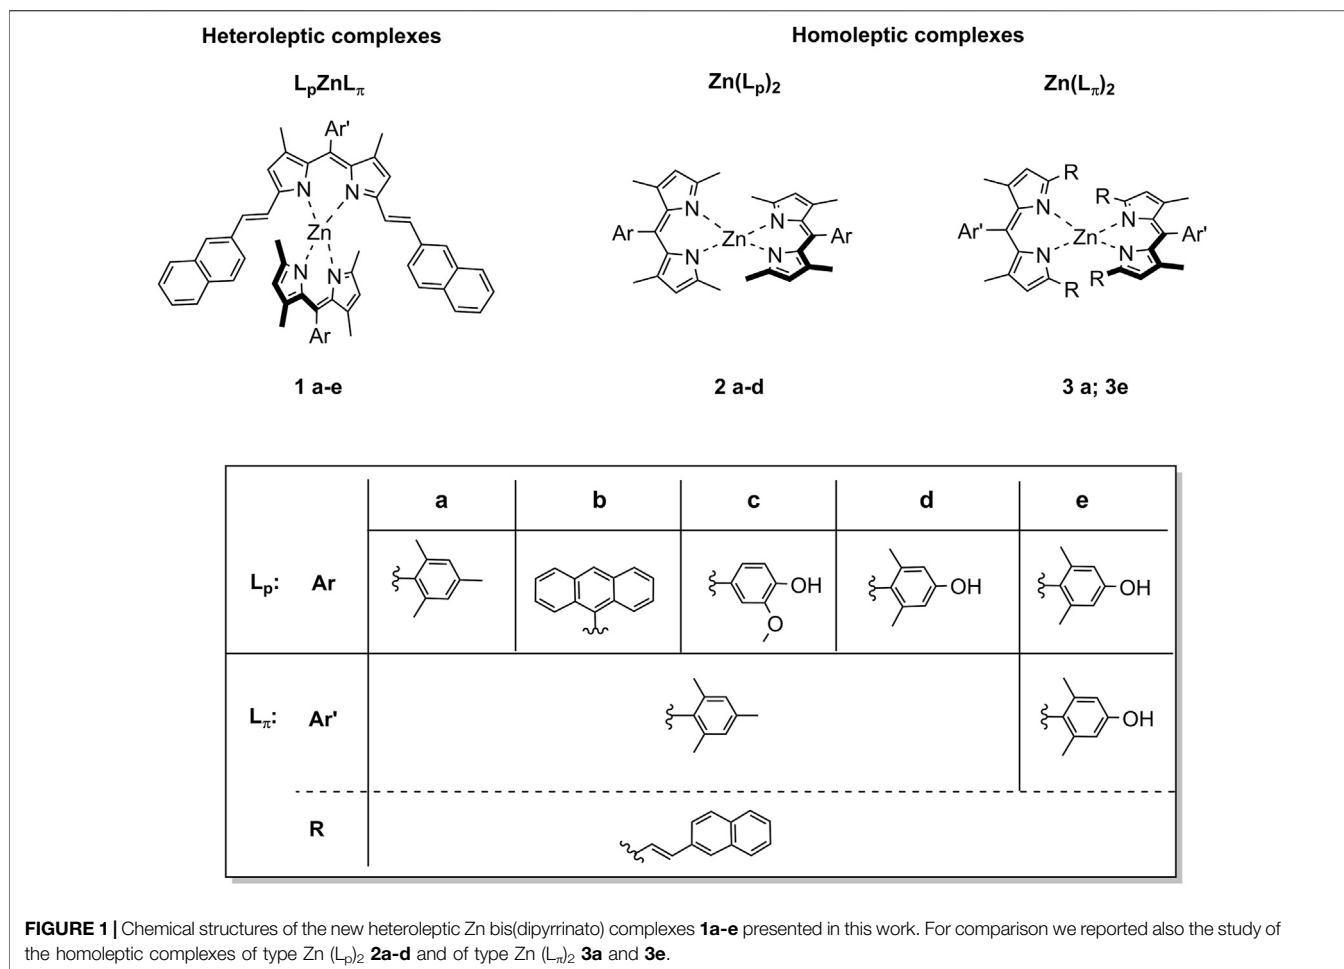 Heteroleptic complexes
Homoleptic complexes
LpZnLπ
Zn(Lp)2
Zn(Lπ)2
Ar'
N
N
Zn
N
N
Ar
Ar
N
N
Zn
N
N
Ar
Ar'
R
N
N
R
Zn
R
N
N
R
Ar'
1 a-e
2 a-d
3 a; 3e
a b c d e
Lp: Ar
OH
O
OH
OH
Lπ: Ar'
OH
R
FIGURE 1 | Chemical structures of the new heteroleptic Zn bis(dipyrrinato) complexes 1a-e presented in this work. For comparison we reported also the study of
the homoleptic complexes of type Zn (Lp)2 2a-d and of type Zn (Lπ)2 3a and 3e.